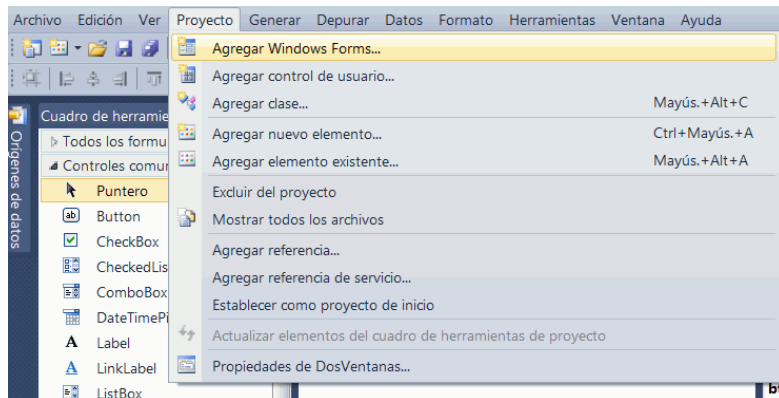 Archivo Edición Ver Proyecto Generar Depurar Datos Formato Herramientas Ventana Ayuda
Agregar Windows Forms...
Agregar control de usuario...
Agregar clase... Mayús.+Alt+C
Agregar nuevo elemento... Ctrl+Mayús.+A
Agregar elemento existente... Mayús.+Alt+A
Excluir del proyecto
Mostrar todos los archivos
Agregar referencia...
Agregar referencia de servicio...
Establecer como proyecto de inicio
Actualizar elementos del cuadro de herramientas de proyecto
Propiedades de DosVentanas...
Orígenes de datos
Cuadro de herramie
Todos los formu
Controles comur
Puntero
ab Button
CheckBox
CheckedLis
ComboBox
DateTimePi
A Label
A LinkLabel
ListBox